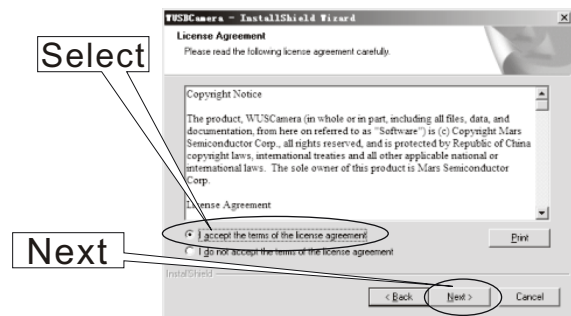 WUSBCamera - InstallShield Wizard
License Agreement
Please read the following license agreement carefully.
Select
Copyright Notice
The product, WUSCamera (in whole or in part, including all files, data, and
documentation, from here on referred to as "Software") is (c) Copyright Mars
Semiconductor Corp., all rights reserved, and is protected by Republic of China
copyright laws, international treaties and all other applicable national or
international laws. The sole owner of this product is Mars Semiconductor
Corp.
License Agreement
I accept the terms of the license agreement
Print
I do not accept the terms of the license agreement
Next
InstallShield
< Back
Next >
Cancel